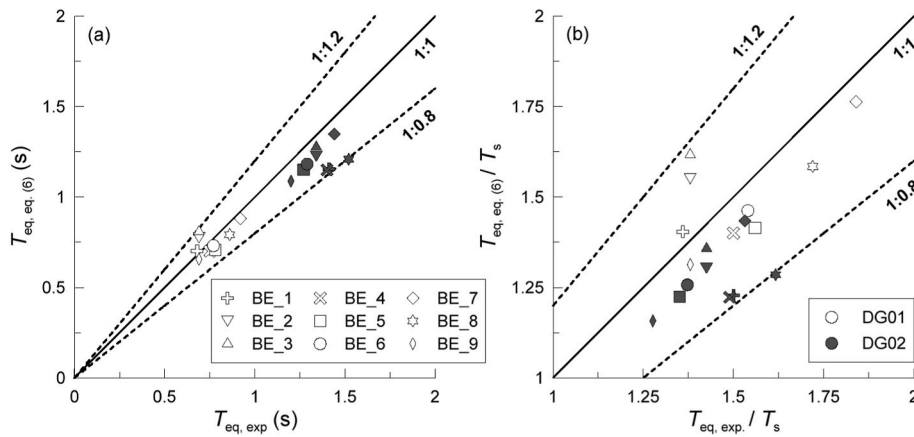 (a)
1:1.2
1:1
1:0.8
2
1.5
1
0.5
0
0
0.5
1
1.5
2
T_eq, eq. (6) (s)
T_eq, exp (s)
BE_1 BE_4 BE_7
BE_2 BE_5 BE_8
BE_3 BE_6 BE_9
(b)
1:1.2
1:1
1:0.8
2
1.75
1.5
1.25
1
1
1.25
1.5
1.75
2
T_eq, eq. (6) / T_s
T_eq, exp. / T_s
DG01
DG02